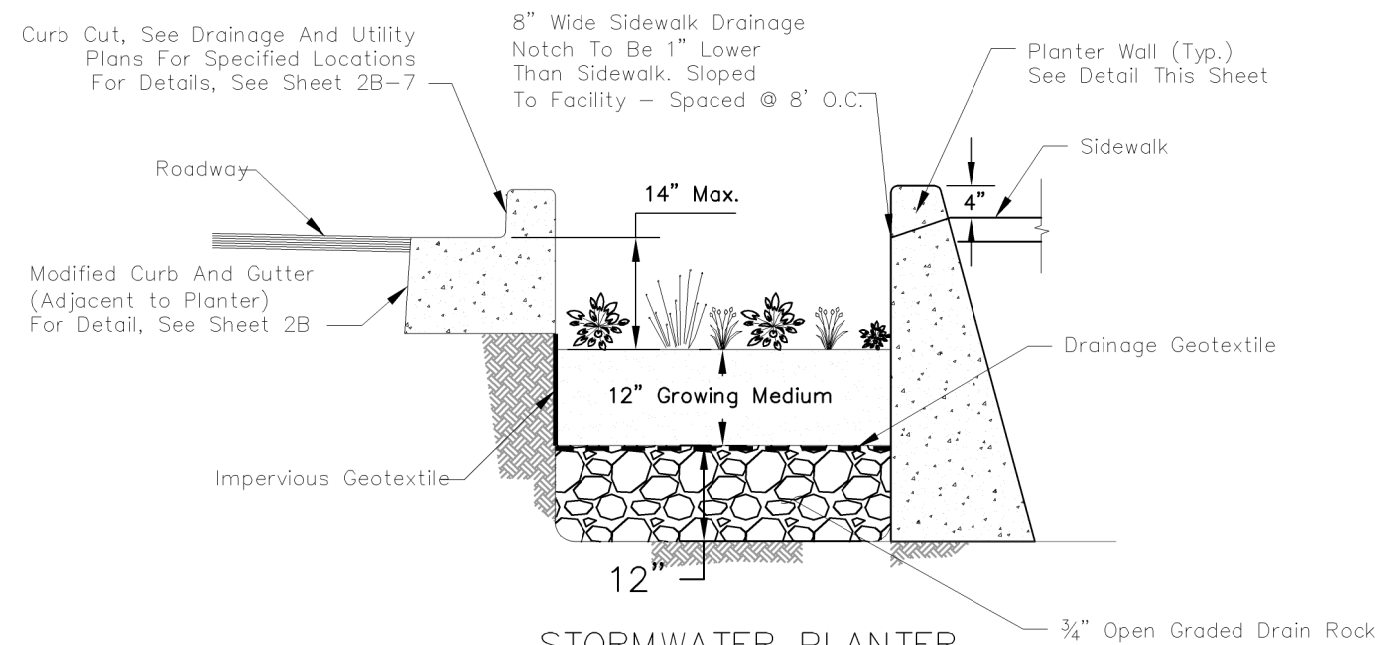 Curb Cut, See Drainage And Utility
Plans For Specified Locations
For Details, See Sheet 2B-7
8" Wide Sidewalk Drainage
Notch To Be 1" Lower
Than Sidewalk. Sloped
To Facility – Spaced @ 8' O.C.
Planter Wall (Typ.)
See Detail This Sheet
Sidewalk
Roadway
14" Max.
4"
Modified Curb And Gutter
(Adjacent to Planter)
For Detail, See Sheet 2B
Drainage Geotextile
12" Growing Medium
Impervious Geotextile
12"
¾" Open Graded Drain Rock
STORMWATER PLANTER